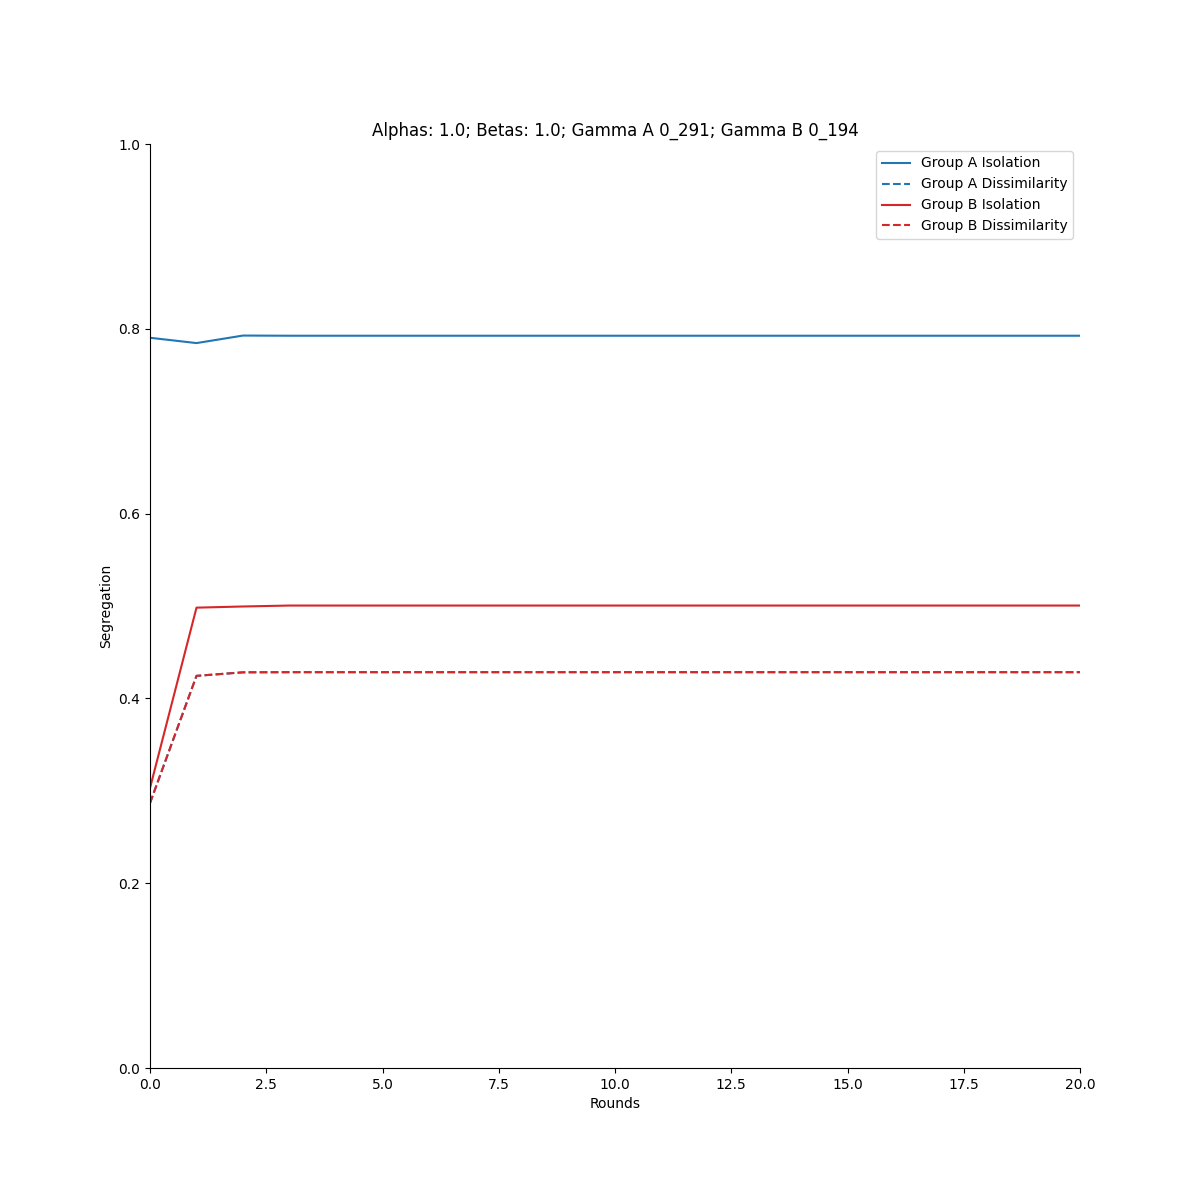 Alphas: 1.0; Betas: 1.0; Gamma A 0_291; Gamma B 0_194
Group A Isolation
Group A Dissimilarity
Group B Isolation
Group B Dissimilarity
1.0
0.8
0.6
0.4
0.2
0.0
Segregation
0.0 2.5 5.0 7.5 10.0 12.5 15.0 17.5 20.0
Rounds